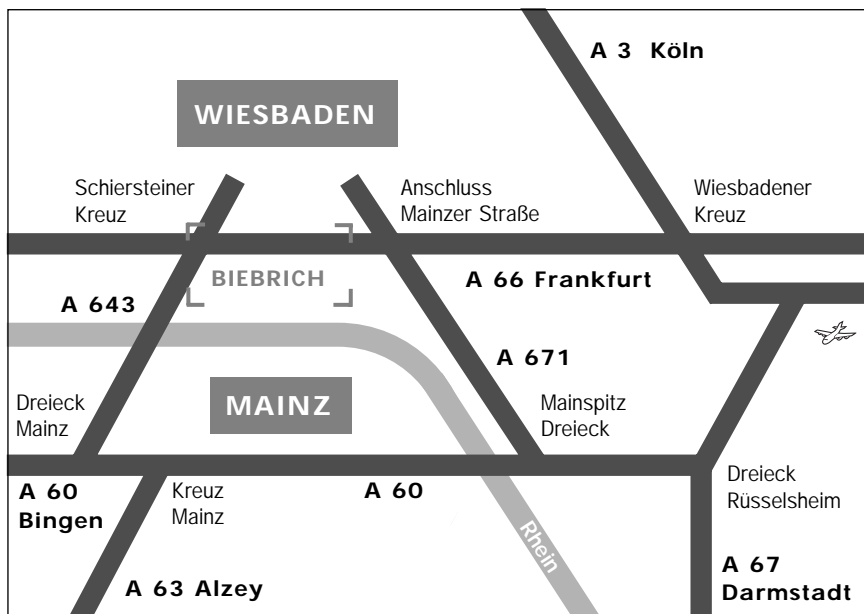 A 3 Köln
WIESBADEN
Schiersteiner
Kreuz
Anschluss
Mainzer Straße
Wiesbadener
Kreuz
BIEBRICH
A 66 Frankfurt
A 643
A 671
Dreieck
Mainz
MAINZ
Mainspitz
Dreieck
A 60
Bingen
Kreuz
Mainz
A 60
Dreieck
Rüsselsheim
Rhein
A 63 Alzey
A 67
Darmstadt